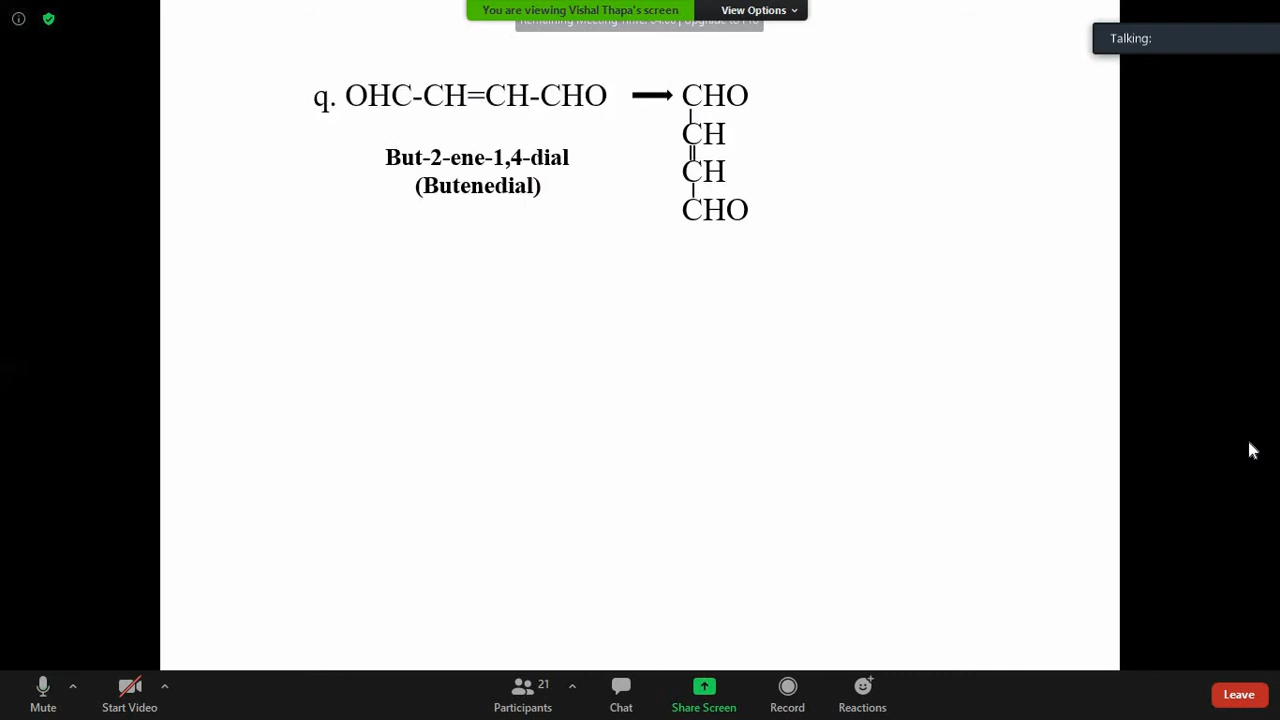 You are viewing Vishal Thapa's screen
View Options
Talking:
q. OHC-CH=CH-CHO
But-2-ene-1,4-dial
(Butenedial)
CHO
CH
CH
CHO
Mute
Start Video
21
Participants
Chat
Share Screen
Record
Reactions
Leave